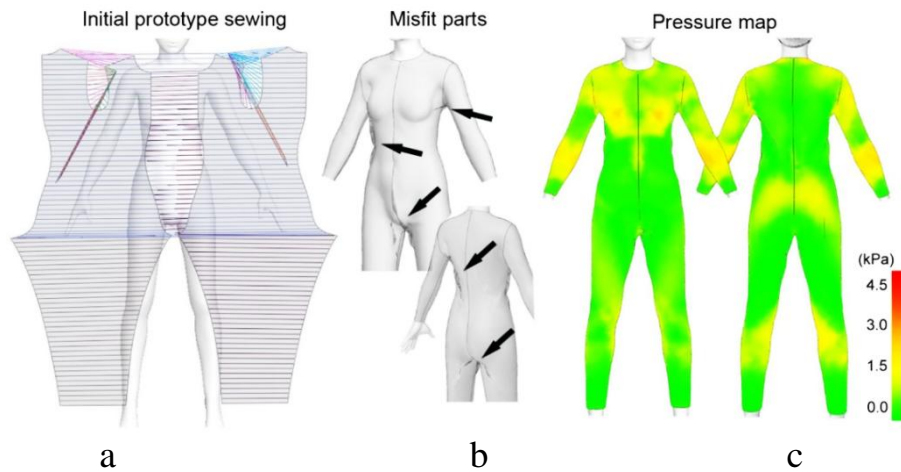 Initial prototype sewing
Misfit parts
Pressure map
(kPa)
4.5
3.0
1.5
0.0
a
b
c